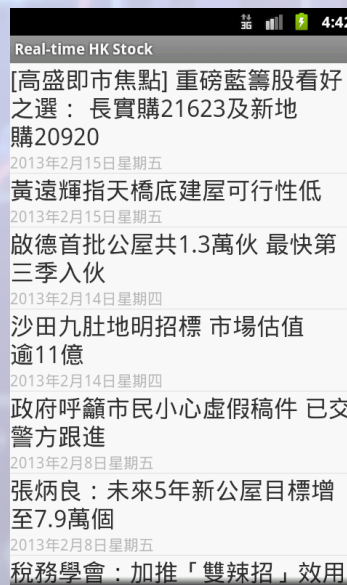 3G 4:42
Real-time HK Stock
[高盛即市焦點] 重磅藍籌股看好
之選： 長實購21623及新地
購20920
2013年2月15日星期五
黃遠輝指天橋底建屋可行性低
2013年2月15日星期五
啟德首批公屋共1.3萬伙 最快第
三季入伙
2013年2月14日星期四
沙田九肚地明招標 市場估值
逾11億
2013年2月14日星期四
政府呼籲市民小心虛假稿件 已交
警方跟進
2013年2月8日星期五
張炳良：未來5年新公屋目標增
至7.9萬個
2013年2月8日星期五
稅務學會：加推「雙辣招」效用